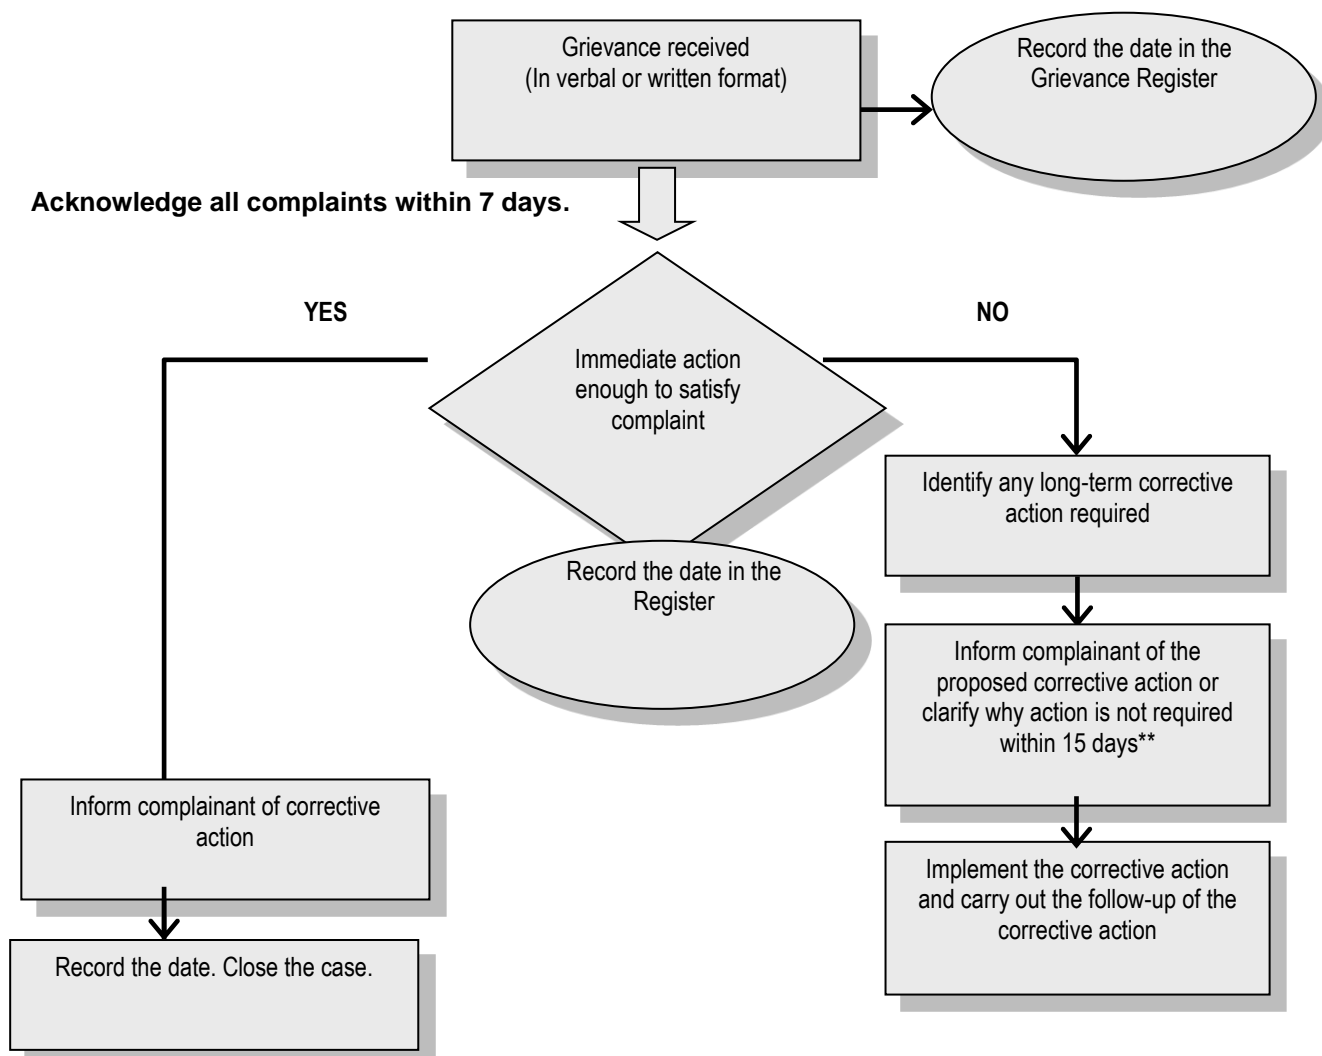 Grievance received
(In verbal or written format)
Record the date in the
Grievance Register
Acknowledge all complaints within 7 days.
YES
NO
Immediate action
enough to satisfy
complaint
Identify any long-term corrective
action required
Record the date in the
Register
Inform complainant of the
proposed corrective action or
clarify why action is not required
within 15 days**
Inform complainant of corrective
action
Implement the corrective action
and carry out the follow-up of the
corrective action
Record the date. Close the case.